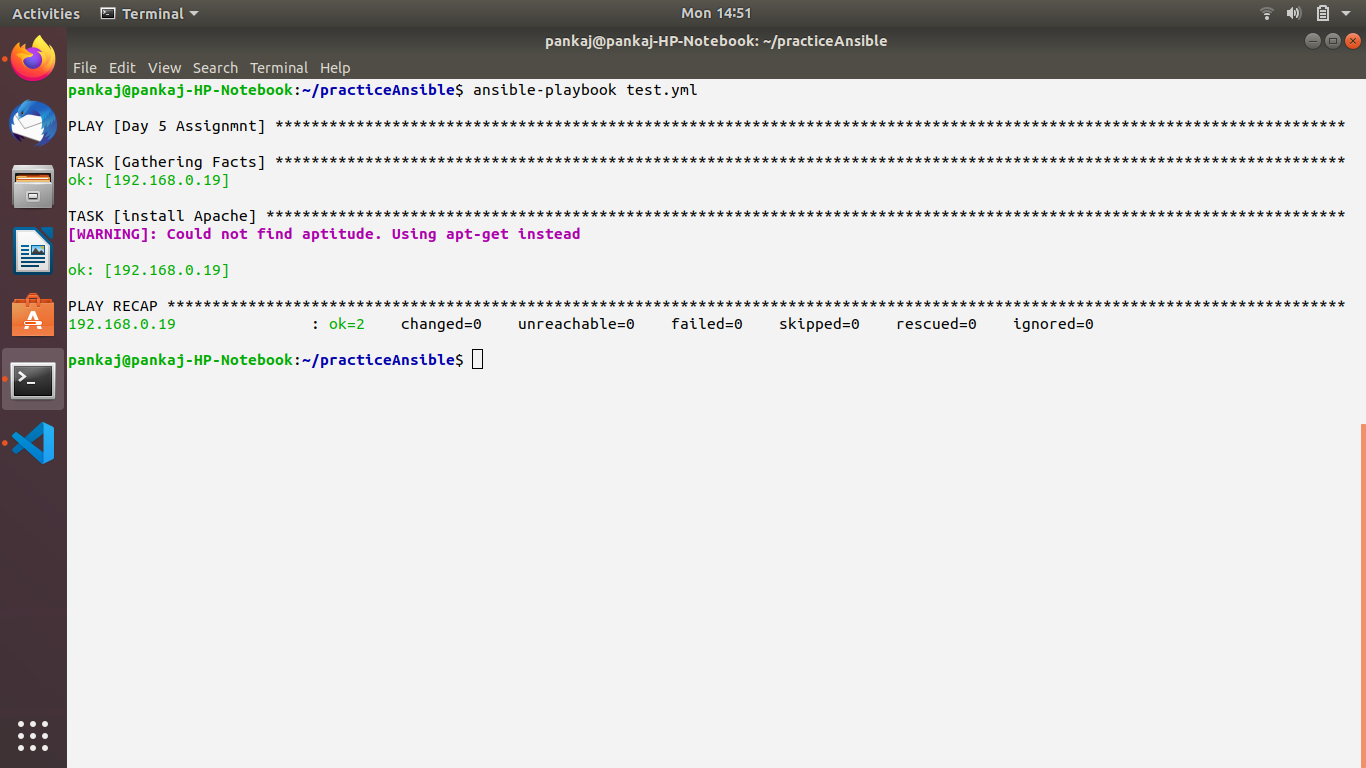 Activities Terminal Mon 14:51
pankaj@pankaj-HP-Notebook: ~/practiceAnsible
File Edit View Search Terminal Help
pankaj@pankaj-HP-Notebook:~/practiceAnsible$ ansible-playbook test.yml
PLAY [Day 5 Assignmnt] ***********************************************************************************************************************
TASK [Gathering Facts] ***********************************************************************************************************************
ok: [192.168.0.19]
TASK [install Apache] ************************************************************************************************************************
[WARNING]: Could not find aptitude. Using apt-get instead
ok: [192.168.0.19]
PLAY RECAP ***********************************************************************************************************************************
192.168.0.19               : ok=2    changed=0    unreachable=0    failed=0    skipped=0    rescued=0    ignored=0
pankaj@pankaj-HP-Notebook:~/practiceAnsible$